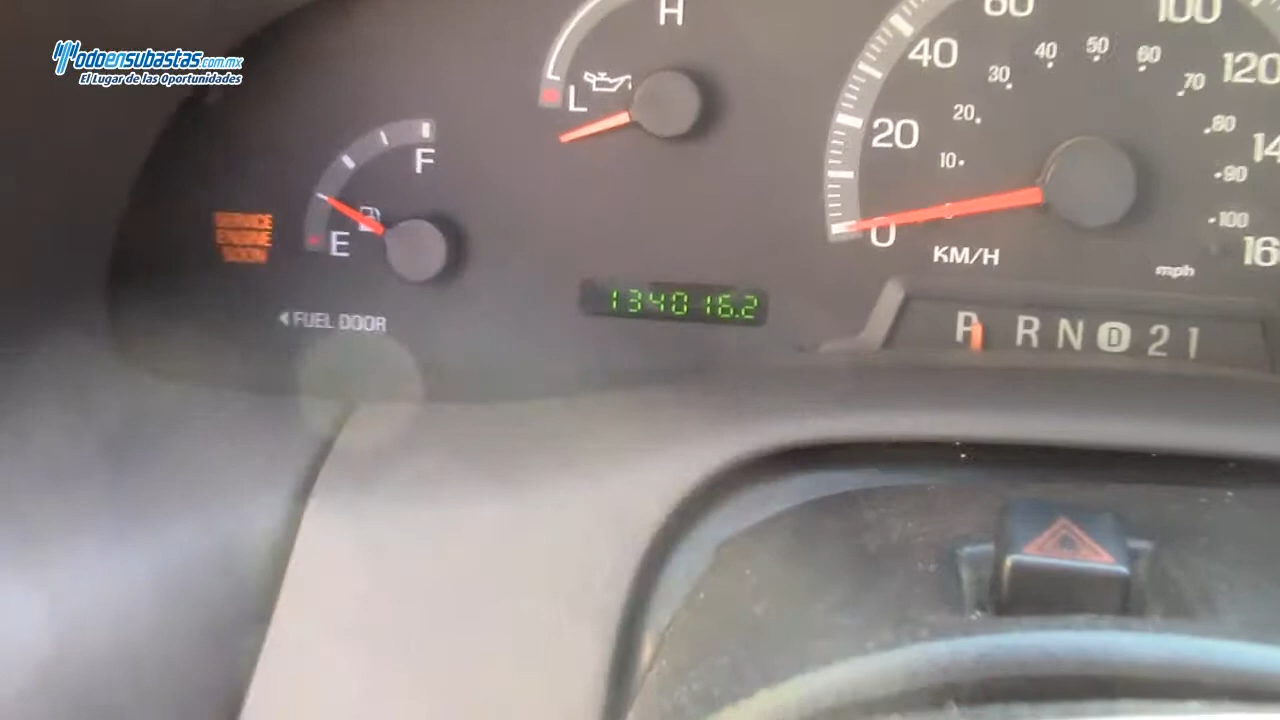 Todoensubastas.com.mx
El Lugar de las Oportunidades
H
L
F
E
SERVICE
ENGINE
SOON
FUEL DOOR
134016.2
0
20
40
60
100
120
10
20
30
40
50
60
70
80
90
100
KM/H
mph
P R N D 2 1